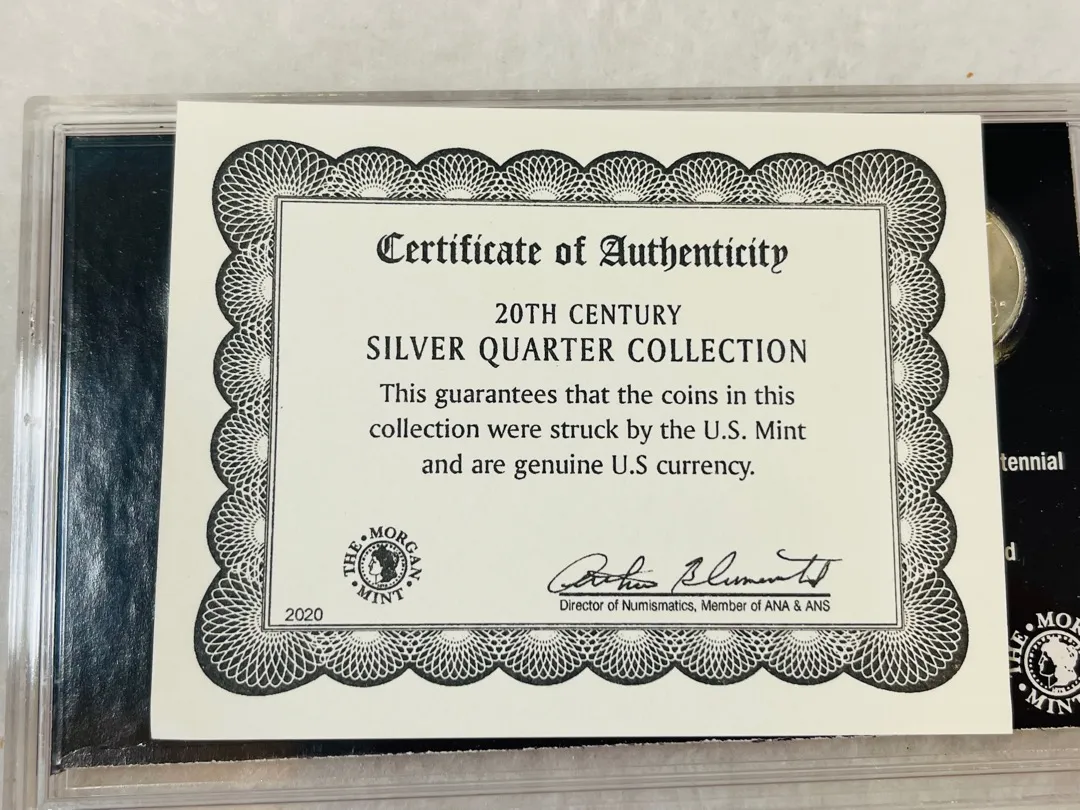 Certificate of Authenticity
20TH CENTURY
SILVER QUARTER COLLECTION
This guarantees that the coins in this
collection were struck by the U.S. Mint
and are genuine U.S currency.
THE • MORGAN • MINT •
2020
Director of Numismatics, Member of ANA & ANS
tennial
d
THE • MOR
• MINT